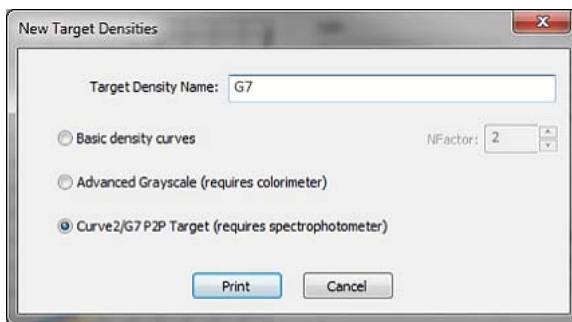 New Target Densities
Target Density Name: G7
Basic density curves NFactor: 2
Advanced Grayscale (requires colorimeter)
Curve2/G7 P2P Target (requires spectrophotometer)
Print Cancel